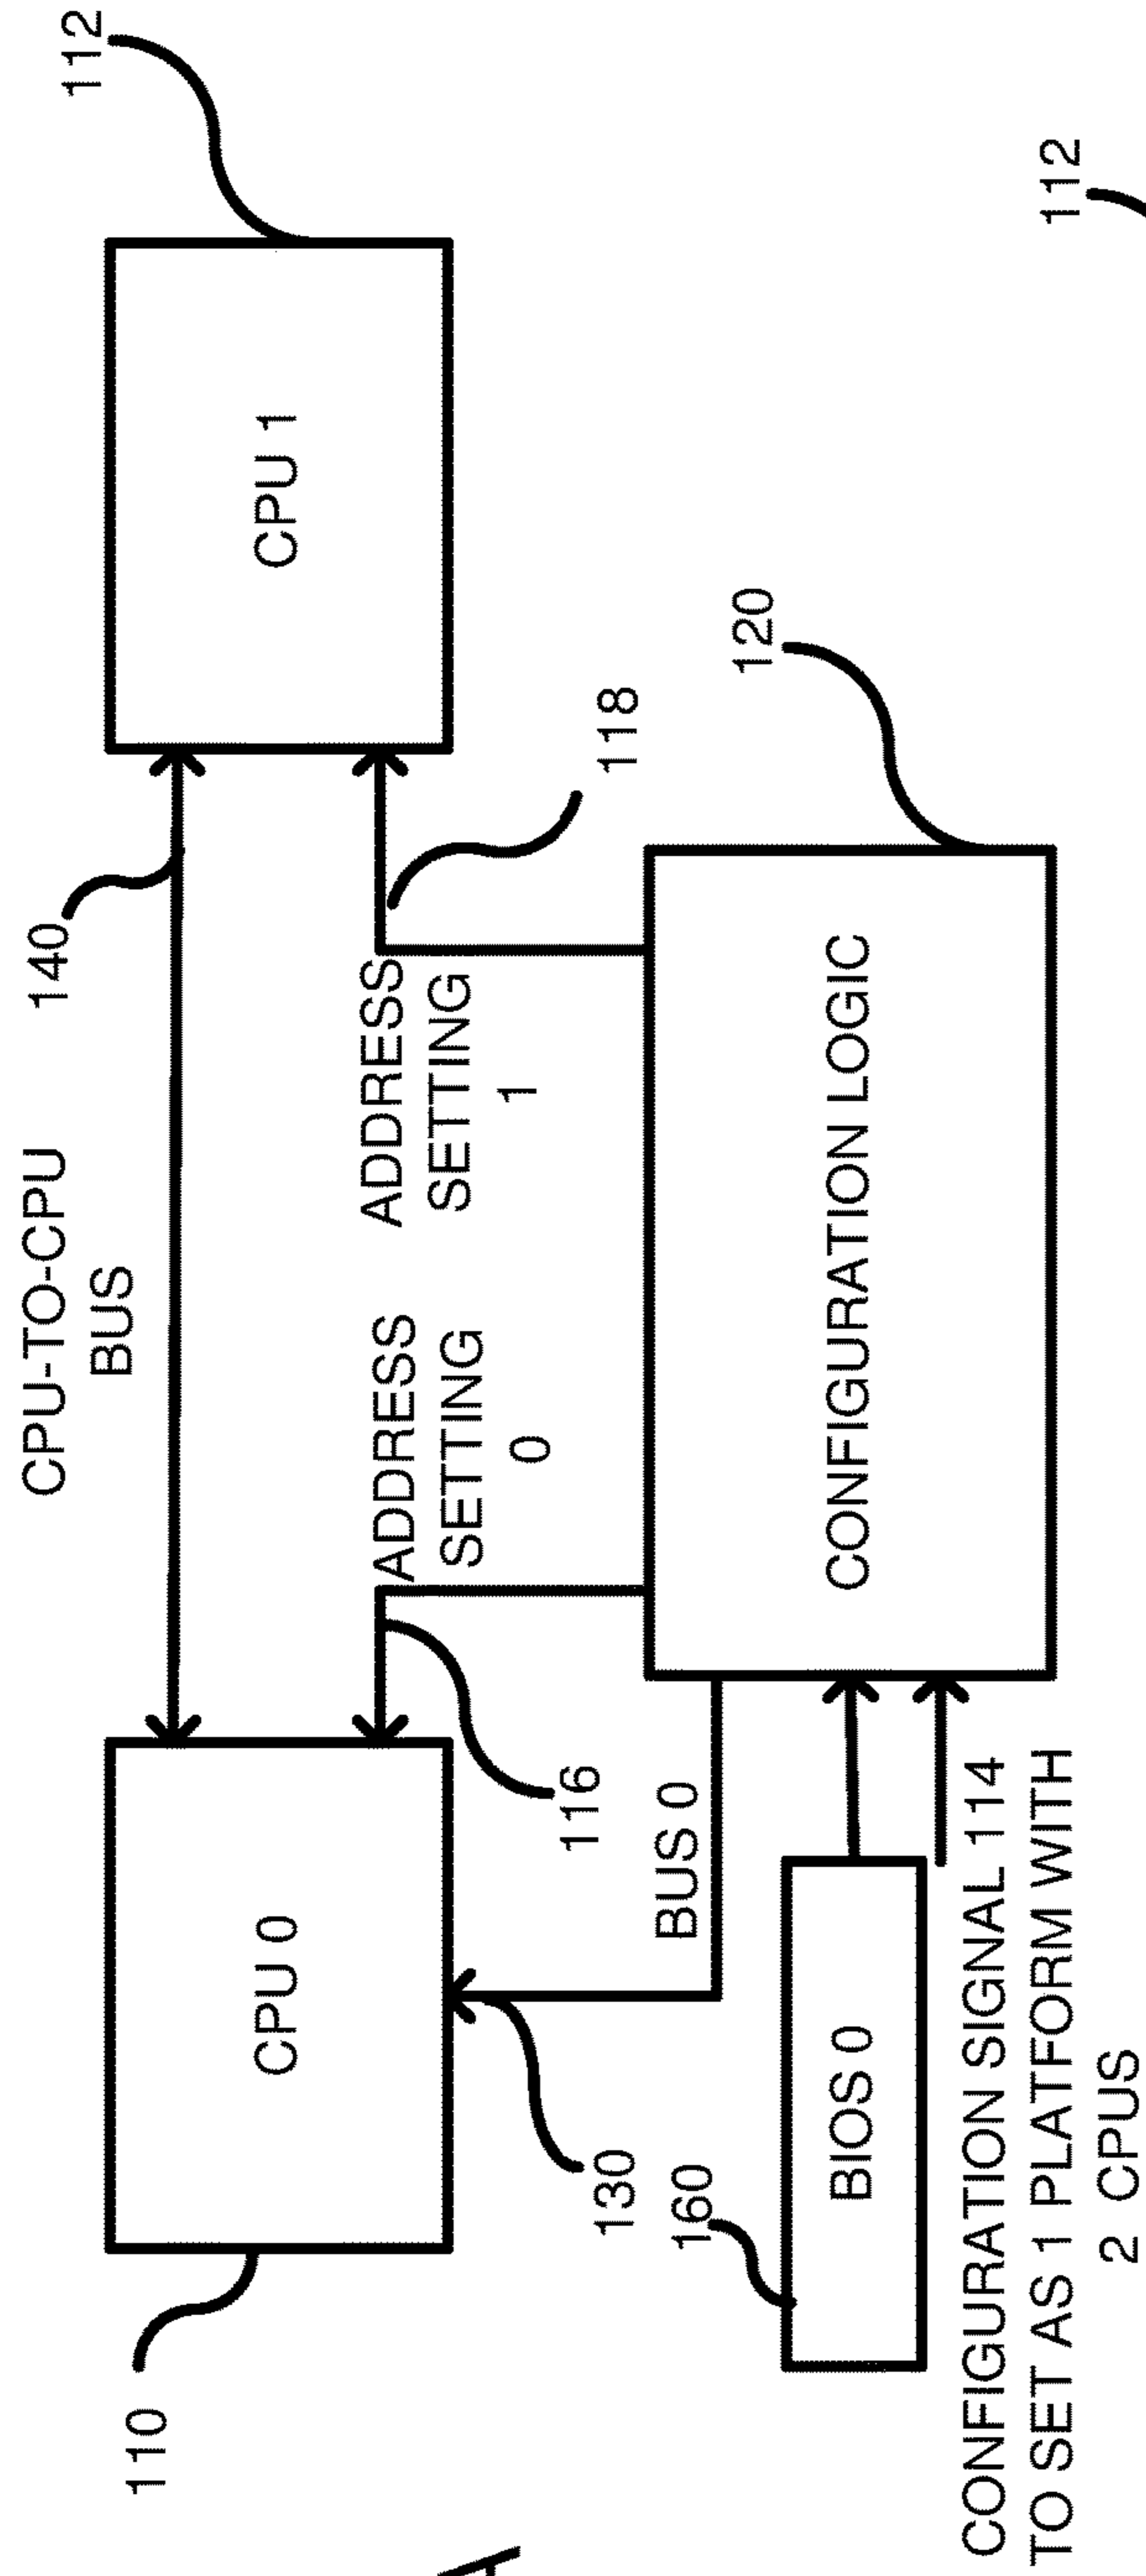 CPU-TO-CPU
BUS
140
112
110
CPU 0
CPU 1
ADDRESS
SETTING
0
ADDRESS
SETTING
1
116
118
130
BUS 0
120
160
BIOS 0
CONFIGURATION LOGIC
CONFIGURATION SIGNAL 114
TO SET AS 1 PLATFORM WITH
2 CPUS
112